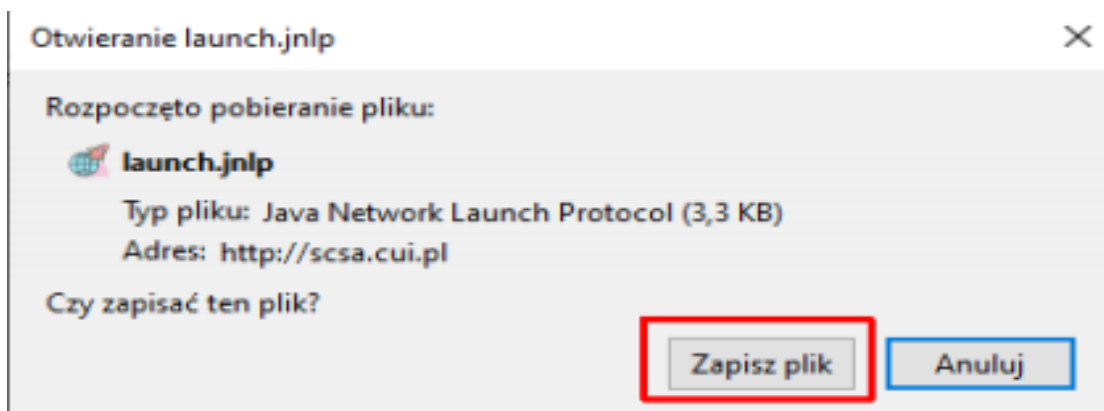 Otwieranie launch.jnlp
Rozpoczęto pobieranie pliku:
launch.jnlp
Typ pliku: Java Network Launch Protocol (3,3 KB)
Adres: http://scsa.cui.pl
Czy zapisać ten plik?
Zapisz plik Anuluj